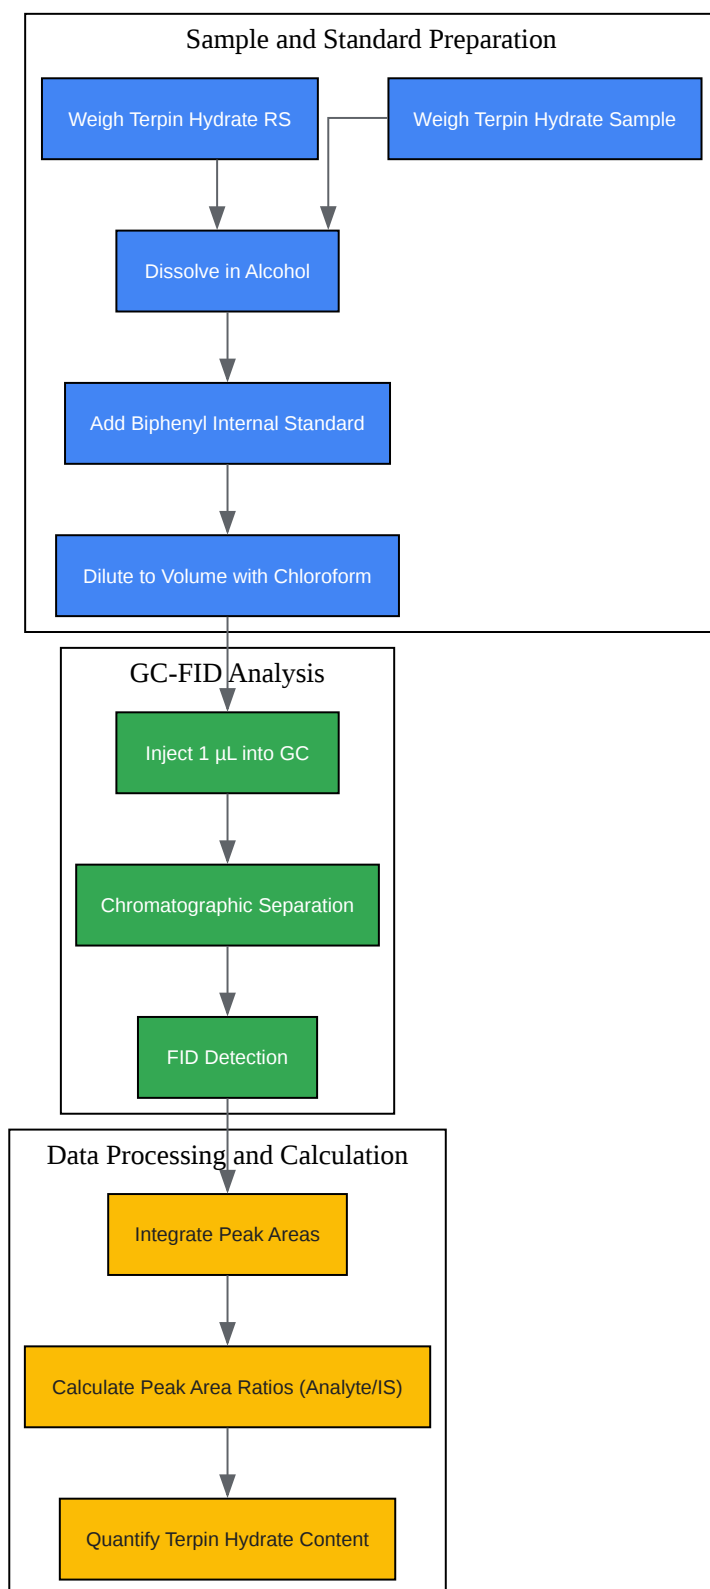 Sample and Standard Preparation
Weigh Terpin Hydrate RS
Weigh Terpin Hydrate Sample
Dissolve in Alcohol
Add Biphenyl Internal Standard
Dilute to Volume with Chloroform
GC-FID Analysis
Inject 1 µL into GC
Chromatographic Separation
FID Detection
Data Processing and Calculation
Integrate Peak Areas
Calculate Peak Area Ratios (Analyte/IS)
Quantify Terpin Hydrate Content